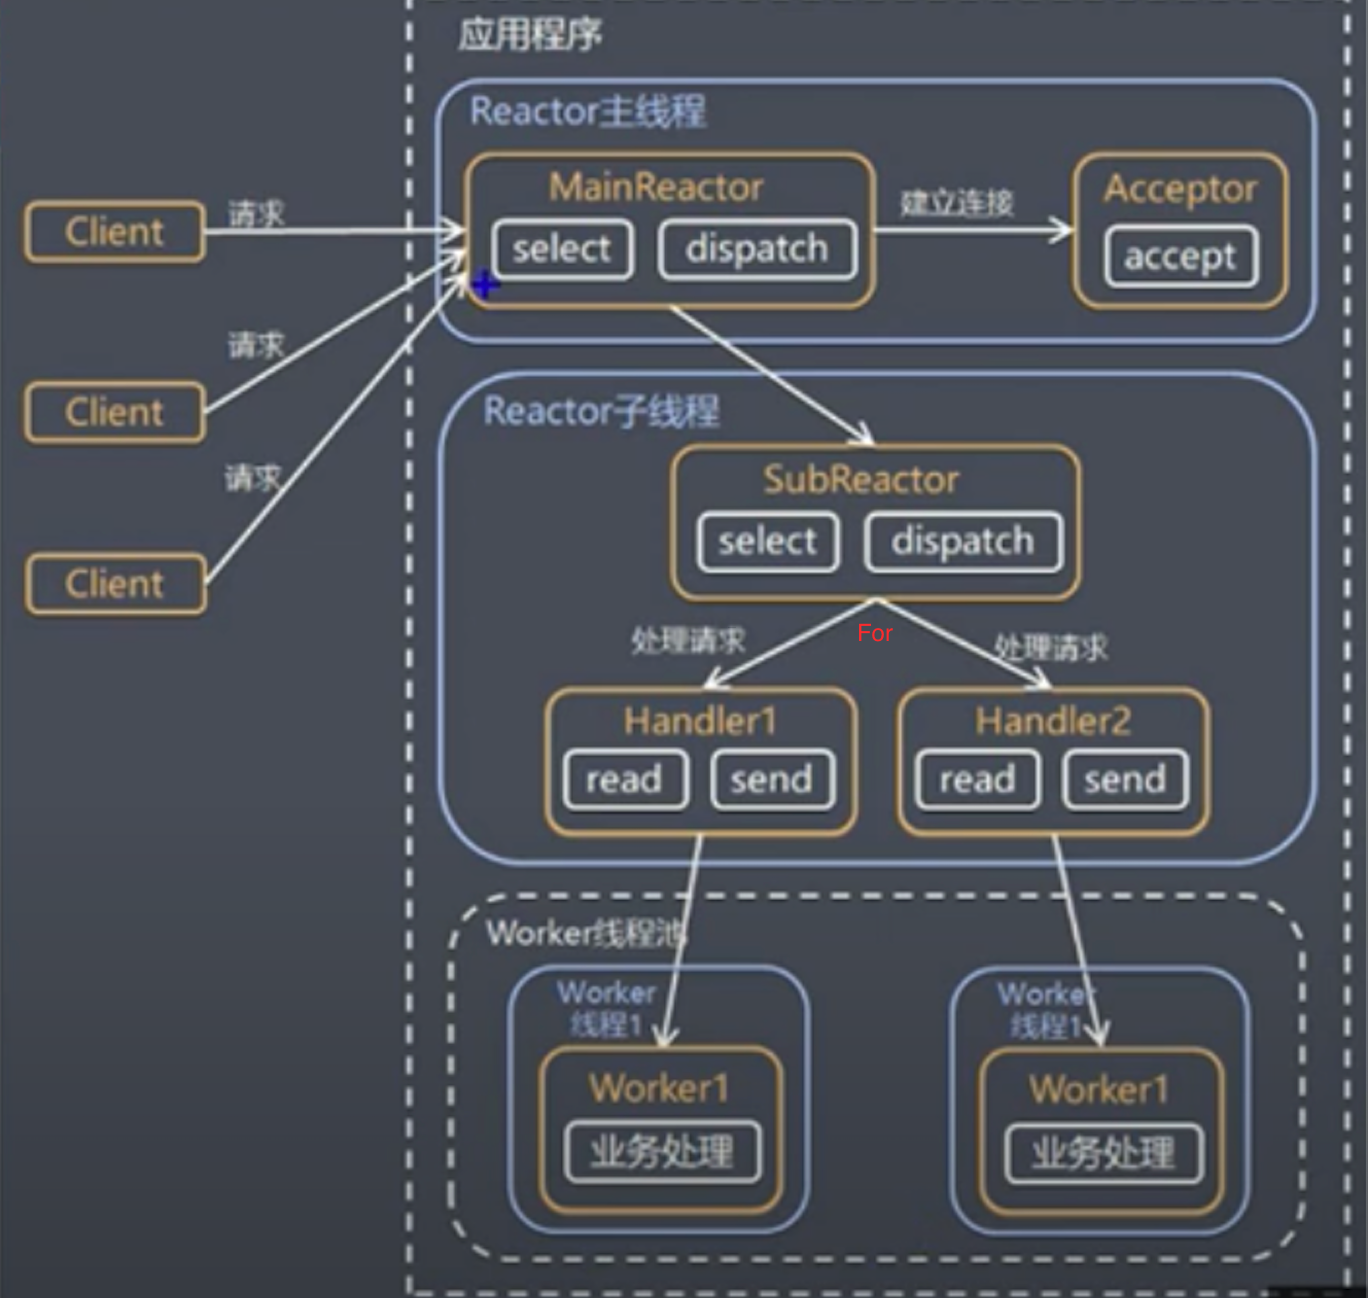 应用程序
Reactor主线程
MainReactor
select
dispatch
建立连接
Acceptor
accept
Client
请求
Client
请求
Client
请求
Reactor子线程
SubReactor
select
dispatch
处理请求
For
处理请求
Handler1
read
send
Handler2
read
send
Worker线程池
Worker
线程1
Worker1
业务处理
Worker
线程1
Worker1
业务处理